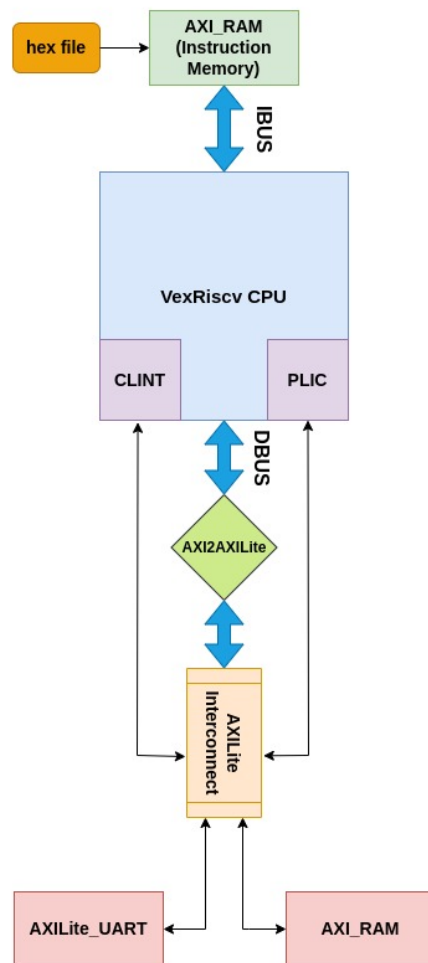 hex file
AXI_RAM
(Instruction
Memory)
IBUS
VexRiscv CPU
CLINT
PLIC
DBUS
AXI2AXILite
AXILite
Interconnect
AXILite_UART
AXI_RAM